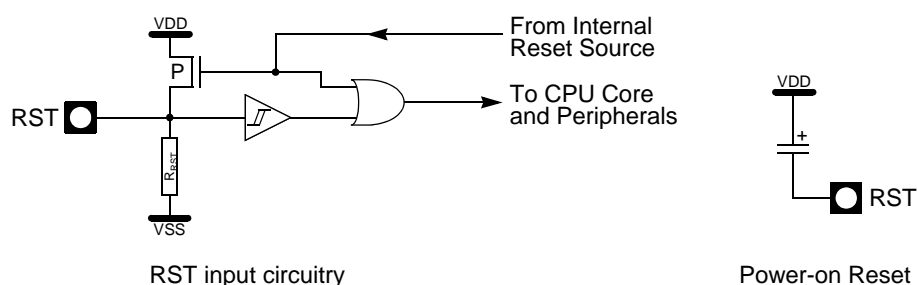 VDD
From Internal
Reset Source
P
To CPU Core
and Peripherals
RST
RRST
VSS
VDD
+
RST
RST input circuitry
Power-on Reset